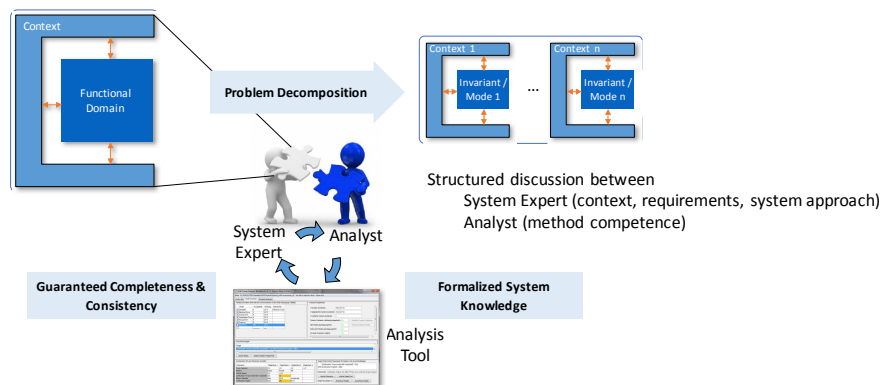 Context
Functional
Domain
Problem Decomposition
Context 1
Invariant /
Mode 1
...
Context n
Invariant /
Mode n
Structured discussion between
System Expert (context, requirements, system approach)
Analyst (method competence)
System
Expert
Analyst
Guaranteed Completeness &
Consistency
Formalized System
Knowledge
Analysis
Tool